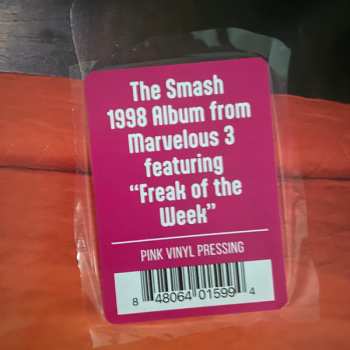 The Smash
1998 Album from
Marvelous 3
featuring
“Freak of the
Week”
PINK VINYL PRESSING
8 48064 01599 4